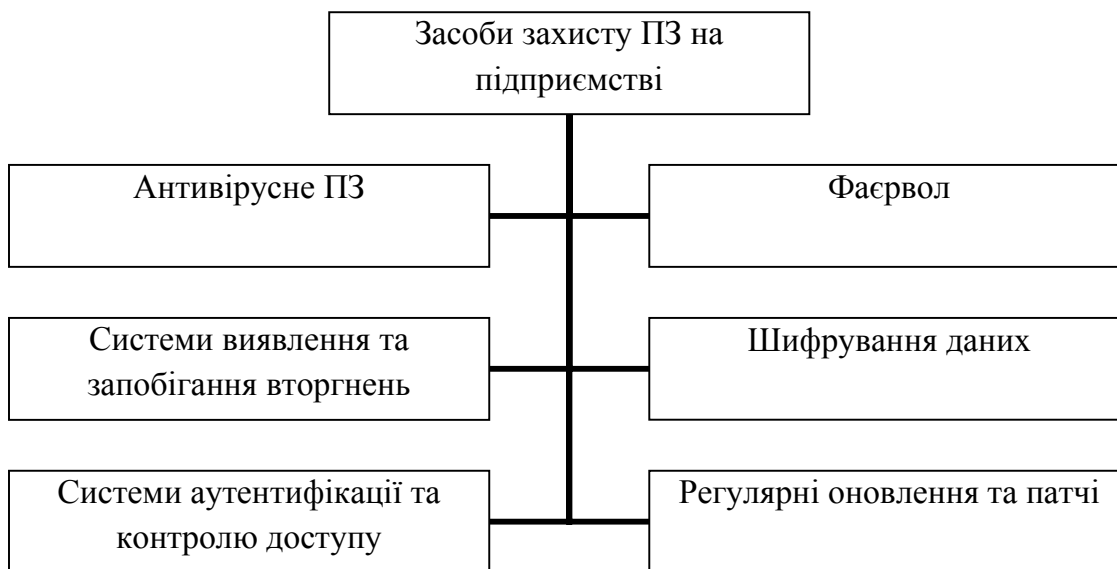 Засоби захисту ПЗ на
підприємстві
Антивірусне ПЗ
Фаєрвол
Системи виявлення та
запобігання вторгнень
Шифрування даних
Системи аутентифікації та
контролю доступу
Регулярні оновлення та патчі